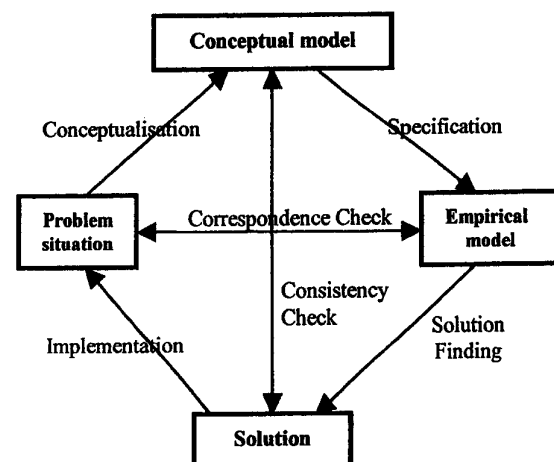 Conceptual model
Conceptualisation
Specification
Problem
situation
Correspondence Check
Empirical
model
Consistency
Check
Solution
Finding
Implementation
Solution